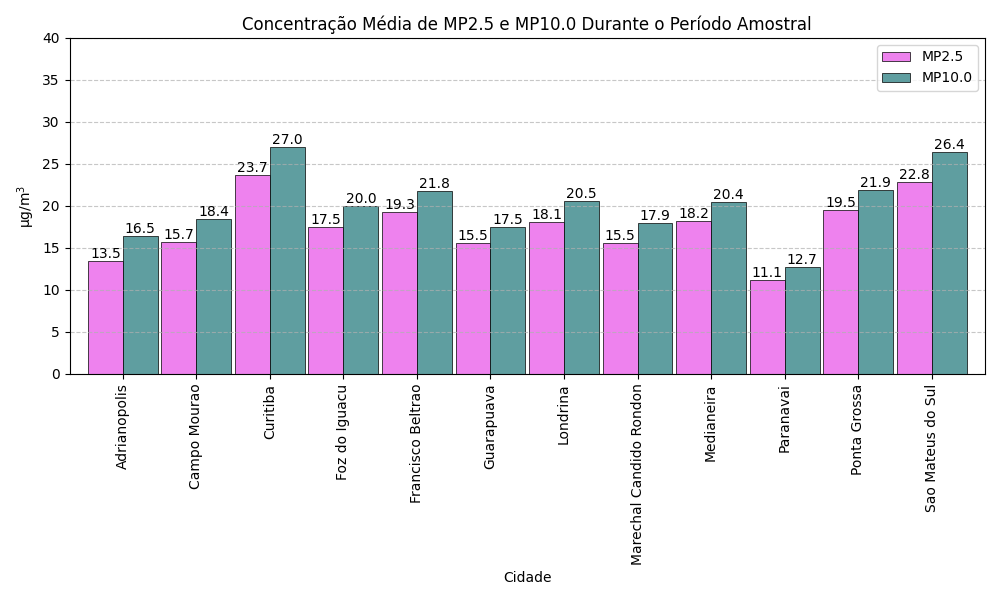 Concentração Média de MP2.5 e MP10.0 Durante o Período Amostral
40
35
30
25
20
15
10
5
0
µg/m³
MP2.5
MP10.0
13.5
16.5
15.7
18.4
23.7
27.0
17.5
20.0
19.3
21.8
15.5
17.5
18.1
20.5
15.5
17.9
18.2
20.4
11.1
12.7
19.5
21.9
22.8
26.4
Adrianopolis
Campo Mourao
Curitiba
Foz do Iguacu
Francisco Beltrao
Guarapuava
Londrina
Marechal Candido Rondon
Medianeira
Paranavai
Ponta Grossa
Sao Mateus do Sul
Cidade